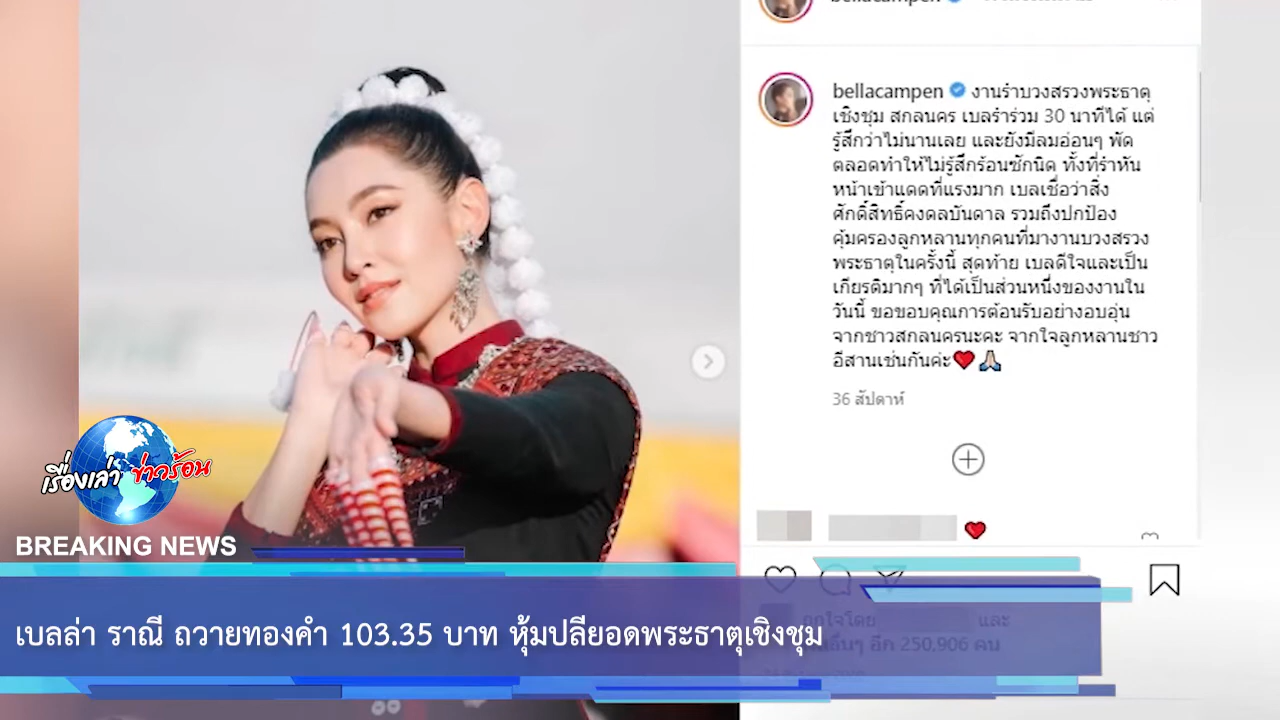 bellacampen
bellacampen งานรำบวงสรวงพระธาตุ
เชิงชุม สกลนคร เบลรำร่วม 30 นาทีได้ แต่
รู้สึกว่าไม่นานเลย และยังมีลมอ่อนๆ พัด
ตลอดทำให้ไม่รู้สึกร้อนซักนิด ทั้งที่รำหัน
หน้าเข้าแดดที่แรงมาก เบลเชื่อว่าสิ่ง
ศักดิ์สิทธิ์คงดลบันดาล รวมถึงปกป้อง
คุ้มครองลูกหลานทุกคนที่มางานบวงสรวง
พระธาตุในครั้งนี้ สุดท้าย เบลดีใจและเป็น
เกียรติมากๆ ที่ได้เป็นส่วนหนึ่งของงานใน
วันนี้ ขอขอบคุณการต้อนรับอย่างอบอุ่น
จากชาวสกลนครนะคะ จากใจลูกหลานชาว
อีสานเช่นกันค่ะ❤️🙏🏻
36 สัปดาห์
เรื่องเล่า ข่าวร้อน
BREAKING NEWS
ถูกใจโดย และ
อื่นๆ อีก 250,906 คน
เบลล่า ราณี ถวายทองคำ 103.35 บาท หุ้มปลียอดพระธาตุเชิงชุม